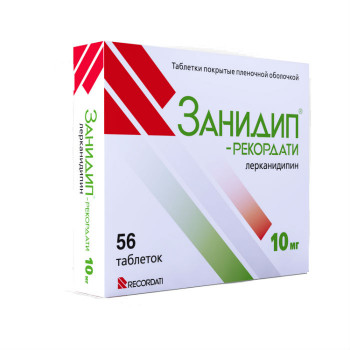 Таблетки покрытые пленочной оболочкой
ЗАНИДИП®
-РЕКОРДАТИ
лерканидипин
56
таблеток
10 мг
RECORDATI
ЗАНИДИП®
-РЕКОРДАТИ
лерканидипин
10 мг